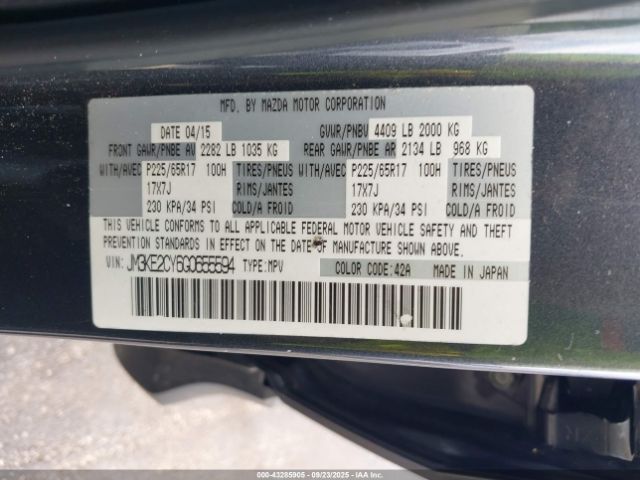 MFD. BY MAZDA MOTOR CORPORATION
DATE 04/15 GVWR/PNBV 4409 LB 2000 KG
FRONT GAWR/PNBE AV 2282 LB 1035 KG REAR GAWR/PNBE AR 2134 LB 968 KG
WITH/AVEC P225/65R17 100H TIRES/PNEUS WITH/AVEC P225/65R17 100H TIRES/PNEUS
17X7J RIMS/JANTES 17X7J RIMS/JANTES
230 KPA/34 PSI COLD/A FROID 230 KPA/34 PSI COLD/A FROID
THIS VEHICLE CONFORMS TO ALL APPLICABLE FEDERAL MOTOR VEHICLE SAFETY AND THEFT
PREVENTION STANDARDS IN EFFECT ON THE DATE OF MANUFACTURE SHOWN ABOVE.
VIN: JM3KE2CY6G0655594 TYPE:MPV COLOR CODE:42A MADE IN JAPAN
000-43285905 - 09/23/2025 - IAAI.COM